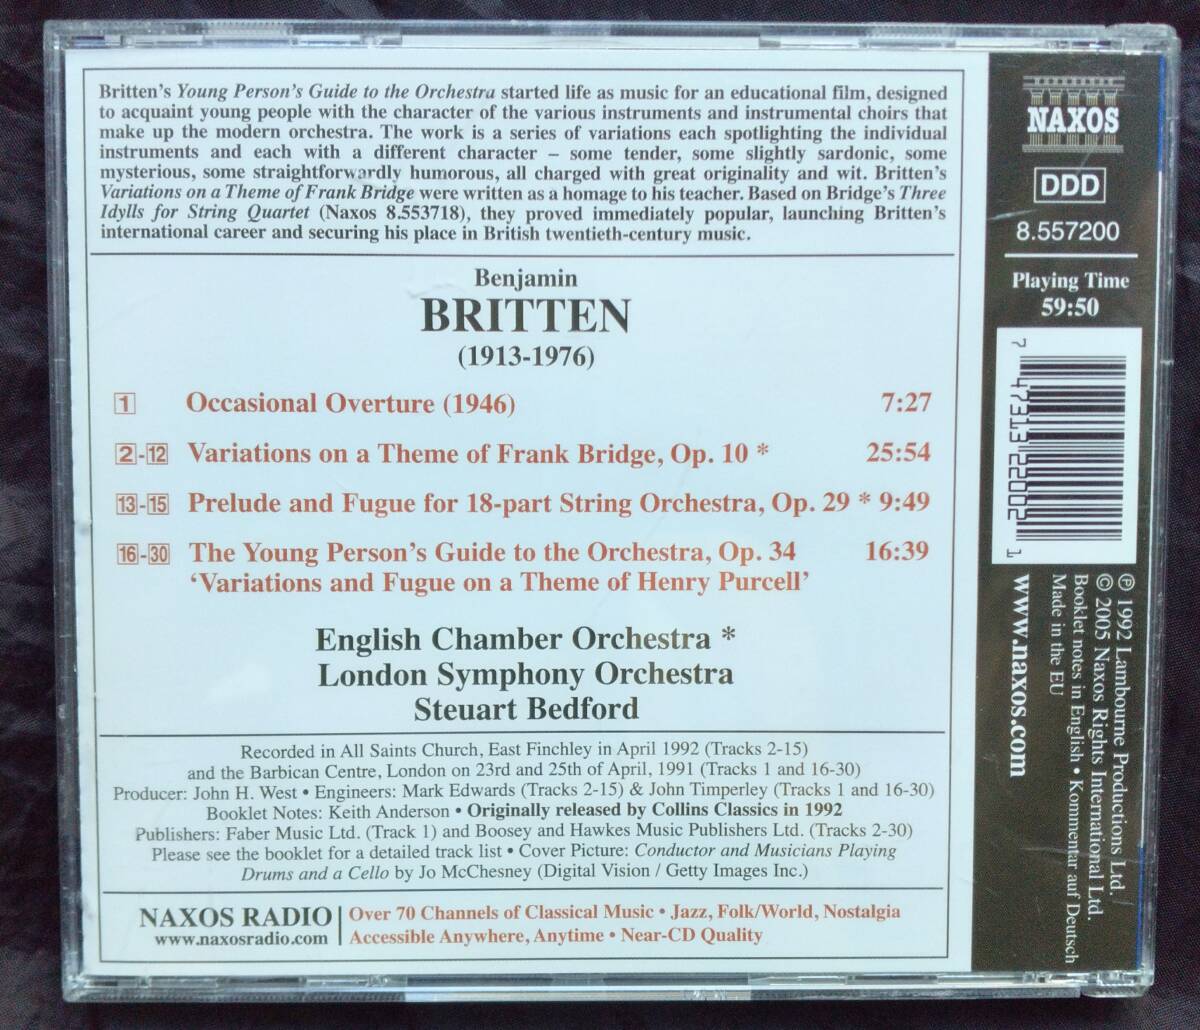 Britten's Young Person's Guide to the Orchestra started life as music for an educational film, designed
to acquaint young people with the character of the various instruments and instrumental choirs that
make up the modern orchestra. The work is a series of variations each spotlighting the individual
instruments and each with a different character – some tender, some slightly sardonic, some
mysterious, some straightforwardly humorous, all charged with great originality and wit. Britten's
Variations on a Theme of Frank Bridge were written as a homage to his teacher. Based on Bridge's Three
Idylls for String Quartet (Naxos 8.553718), they proved immediately popular, launching Britten's
international career and securing his place in British twentieth-century music.
Benjamin
BRITTEN
(1913-1976)
1 Occasional Overture (1946) 7:27
2-12 Variations on a Theme of Frank Bridge, Op. 10 * 25:54
13-15 Prelude and Fugue for 18-part String Orchestra, Op. 29 * 9:49
16-30 The Young Person's Guide to the Orchestra, Op. 34 16:39
'Variations and Fugue on a Theme of Henry Purcell'
English Chamber Orchestra *
London Symphony Orchestra
Steuart Bedford
Recorded in All Saints Church, East Finchley in April 1992 (Tracks 2-15)
and the Barbican Centre, London on 23rd and 25th of April, 1991 (Tracks 1 and 16-30)
Producer: John H. West • Engineers: Mark Edwards (Tracks 2-15) & John Timperley (Tracks 1 and 16-30)
Booklet Notes: Keith Anderson • Originally released by Collins Classics in 1992
Publishers: Faber Music Ltd. (Track 1) and Boosey and Hawkes Music Publishers Ltd. (Tracks 2-30)
Please see the booklet for a detailed track list • Cover Picture: Conductor and Musicians Playing
Drums and a Cello by Jo McChesney (Digital Vision / Getty Images Inc.)
NAXOS RADIO
www.naxosradio.com
Over 70 Channels of Classical Music • Jazz, Folk/World, Nostalgia
Accessible Anywhere, Anytime • Near-CD Quality
NAXOS
DDD
8.557200
Playing Time
59:50
7 47313 22002 1
℗ 1992 Lambourne Productions Ltd.
© 2005 Naxos Rights International Ltd.
Booklet notes in English • Kommentar auf Deutsch
Made in the EU
www.naxos.com